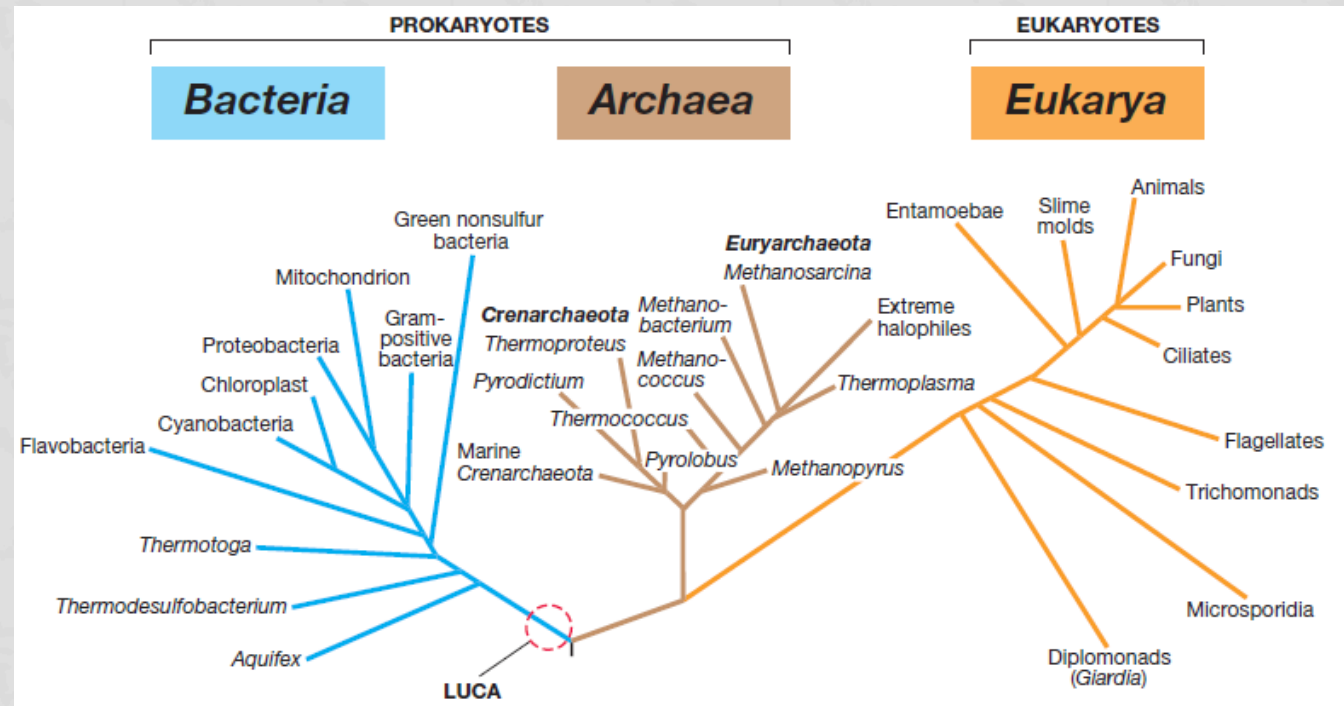 PROKARYOTES
EUKARYOTES
Bacteria
Archaea
Eukarya
Green nonsulfur
bacteria
Mitochondrion
Gram-
positive
bacteria
Proteobacteria
Chloroplast
Cyanobacteria
Flavobacteria
Thermotoga
Thermodesulfobacterium
Aquifex
LUCA
Crenarchaeota
Thermoproteus
Pyrodictium
Thermococcus
Marine
Crenarchaeota
Pyrolobus
Methano-
bacterium
Methano-
coccus
Euryarchaeota
Methanosarcina
Extreme
halophiles
Thermoplasma
Methanopyrus
Entamoebae
Slime
molds
Animals
Fungi
Plants
Ciliates
Flagellates
Trichomonads
Microsporidia
Diplomonads
(Giardia)